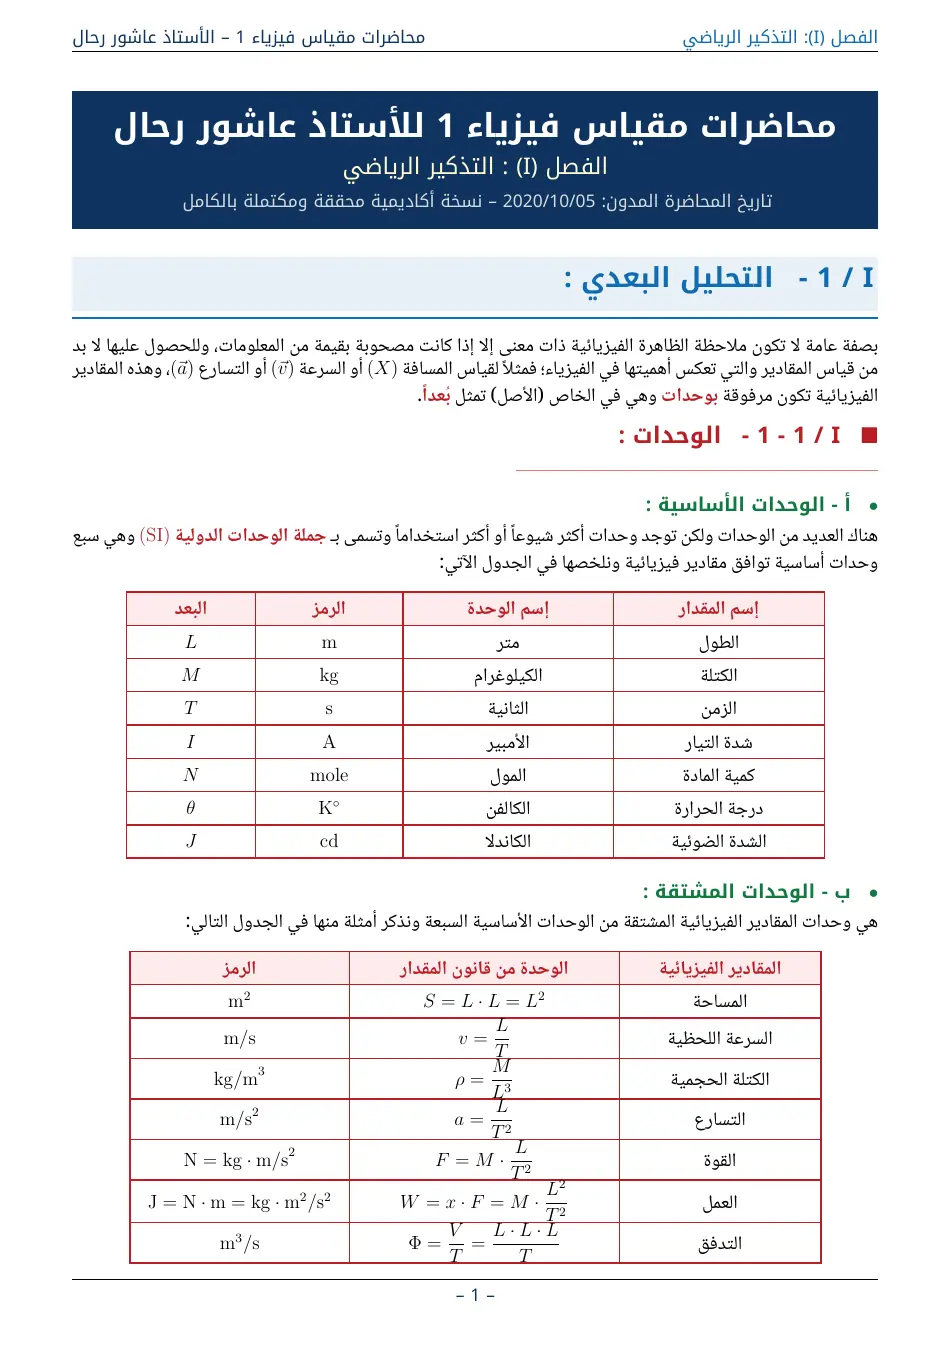 الفصل (I): التذكير الرياضي محاضرات مقياس فيزياء 1 – الأستاذ عاشور رحال
محاضرات مقياس فيزياء 1 للأستاذ عاشور رحال
الفصل (I) : التذكير الرياضي
تاريخ المحاضرة المدون: 2020/10/05 – نسخة أكاديمية محققة ومكتملة بالكامل
I / 1 - التحليل البعدي :
بصفة عامة لا تكون ملاحظة الظاهرة الفيزيائية ذات معنى إلا إذا كانت مصحوبة بقيمة من المعلومات، وللحصول عليها لا بد
من قياس المقادير والتي تعكس أهميتها في الفيزياء؛ فمثلاً لقياس المسافة (X) أو السرعة (v⃗) أو التسارع (a⃗)، وهذه المقادير
الفيزيائية تكون مرفوقة بوحدات وهي في الخاص (الأصل) تمثل بُعداً.
■ I / 1 - 1 - الوحدات :
• أ - الوحدات الأساسية :
هناك العديد من الوحدات ولكن توجد وحدات أكثر شيوعاً أو أكثر استخداماً وتسمى بـ جملة الوحدات الدولية (SI) وهي سبع
وحدات أساسية توافق مقادير فيزيائية ونلخصها في الجدول الآتي:
إسم المقدار إسم الوحدة الرمز البعد
الطول متر m L
الكتلة الكيلوغرام kg M
الزمن الثانية s T
شدة التيار الأمبير A I
كمية المادة المول mole N
درجة الحرارة الكالفن K° θ
الشدة الضوئية الكاندلا cd J
• ب - الوحدات المشتقة :
هي وحدات المقادير الفيزيائية المشتقة من الوحدات الأساسية السبعة ونذكر أمثلة منها في الجدول التالي:
المقادير الفيزيائية الوحدة من قانون المقدار الرمز
المساحة S = L · L = L² m²
السرعة اللحظية v = L/T m/s
الكتلة الحجمية ρ = M/L³ kg/m³
التسارع a = L/T² m/s²
القوة F = M · L/T² N = kg · m/s²
العمل W = x · F = M · L²/T² J = N · m = kg · m²/s²
التدفق Φ = V/T = L · L · L/T m³/s
– 1 –